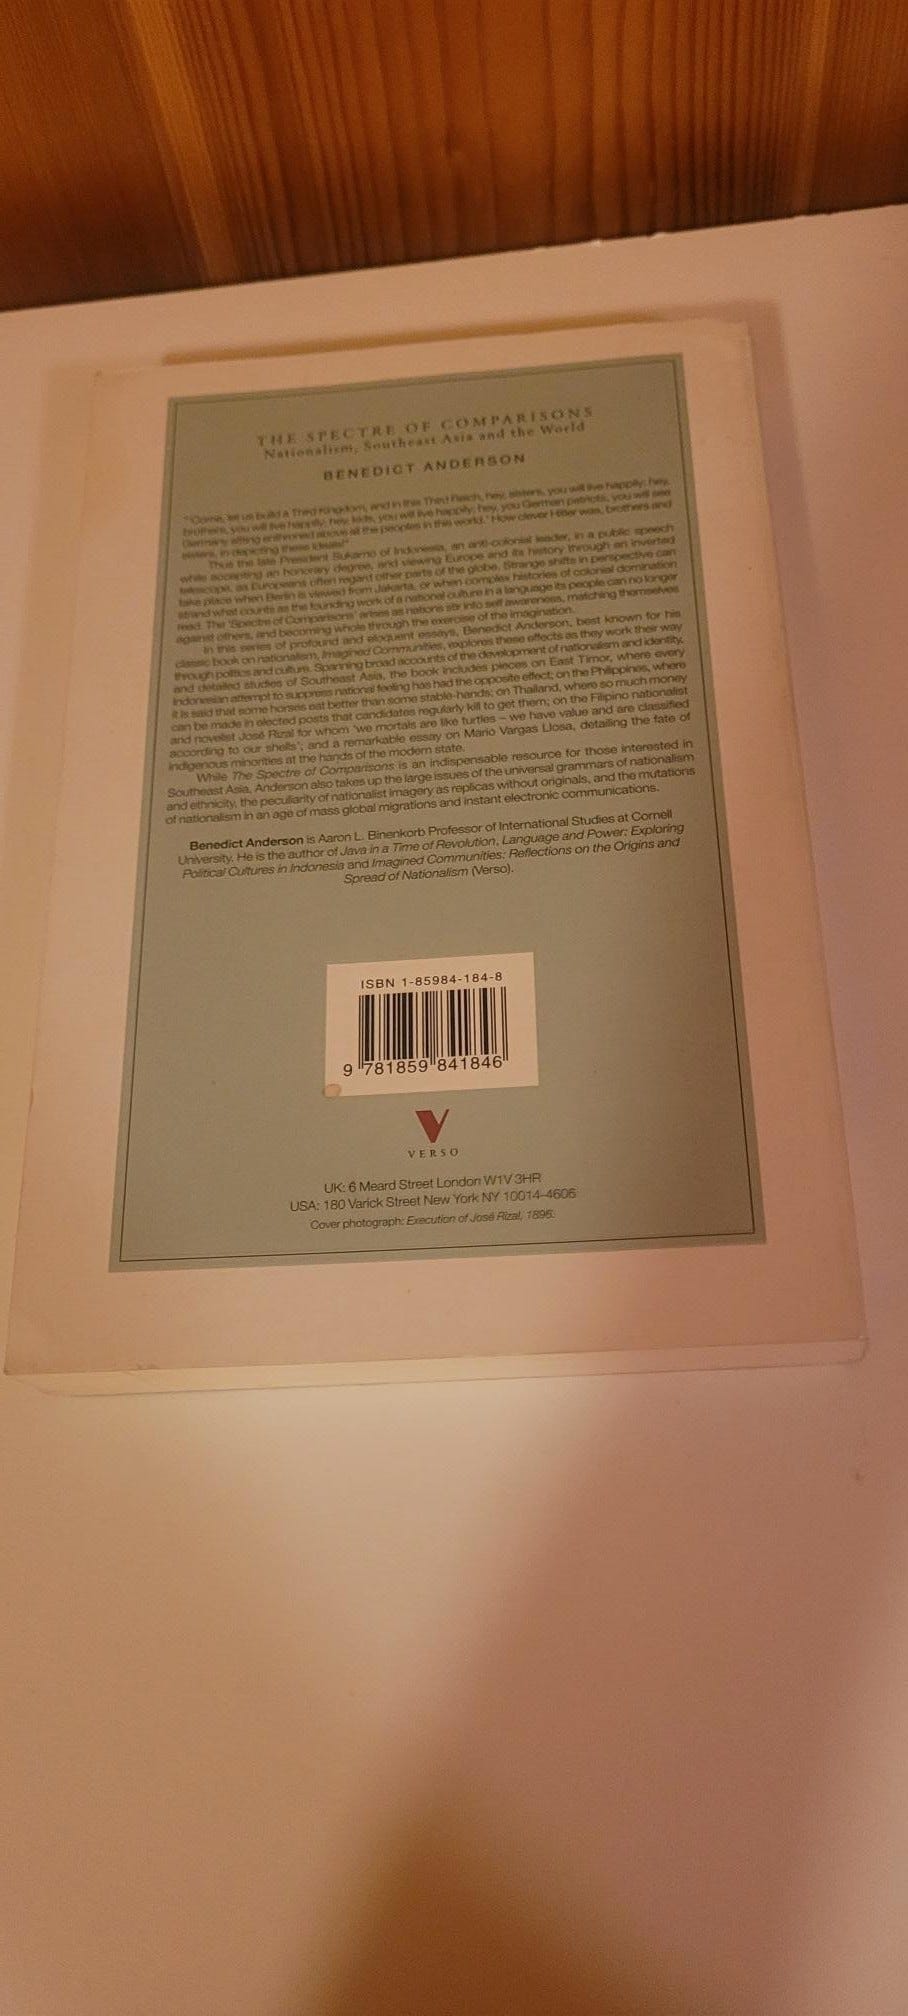 THE SPECTRE OF COMPARISONS
Nationalism, Southeast Asia and the World
BENEDICT ANDERSON
"'Come, let us build a Third Kingdom, and in this Third Reich, hey, sisters, you will live happily; hey,
brothers, you will live happily; hey, kids, you will live happily; hey, you German patriots, you will see
Germany sitting enthroned above all the peoples in this world.' How clever Hitler was, brothers and
sisters, in depicting these ideals!"
Thus the late President Sukarno of Indonesia, an anti-colonial leader, in a public speech
while accepting an honorary degree, and viewing Europe and its history through an inverted
telescope, as Europeans often regard other parts of the globe. Strange shifts in perspective can
take place when Berlin is viewed from Jakarta, or when complex histories of colonial domination
strand what counts as the founding work of a national culture in a language its people can no longer
read. The 'Spectre of Comparisons' arises as nations stir into self awareness, matching themselves
against others, and becoming whole through the exercise of the imagination.
In this series of profound and eloquent essays, Benedict Anderson, best known for his
classic book on nationalism, Imagined Communities, explores these effects as they work their way
through politics and culture. Spanning broad accounts of the development of nationalism and identity,
and detailed studies of Southeast Asia, the book includes pieces on East Timor, where every
Indonesian attempt to suppress national feeling has had the opposite effect; on the Philippines, where
it is said that some horses eat better than some stable-hands; on Thailand, where so much money
can be made in elected posts that candidates regularly kill to get them; on the Filipino nationalist
and novelist José Rizal for whom 'we mortals are like turtles – we have value and are classified
according to our shells'; and a remarkable essay on Mario Vargas Llosa, detailing the fate of
indigenous minorities at the hands of the modern state.
While The Spectre of Comparisons is an indispensable resource for those interested in
Southeast Asia, Anderson also takes up the large issues of the universal grammars of nationalism
and ethnicity, the peculiarity of nationalist imagery as replicas without originals, and the mutations
of nationalism in an age of mass global migrations and instant electronic communications.
Benedict Anderson is Aaron L. Binenkorb Professor of International Studies at Cornell
University. He is the author of Java in a Time of Revolution, Language and Power: Exploring
Political Cultures in Indonesia and Imagined Communities: Reflections on the Origins and
Spread of Nationalism (Verso).
ISBN 1-85984-184-8
9 781859 841846
V
VERSO
UK: 6 Meard Street London W1V 3HR
USA: 180 Varick Street New York NY 10014-4606
Cover photograph: Execution of José Rizal, 1896.